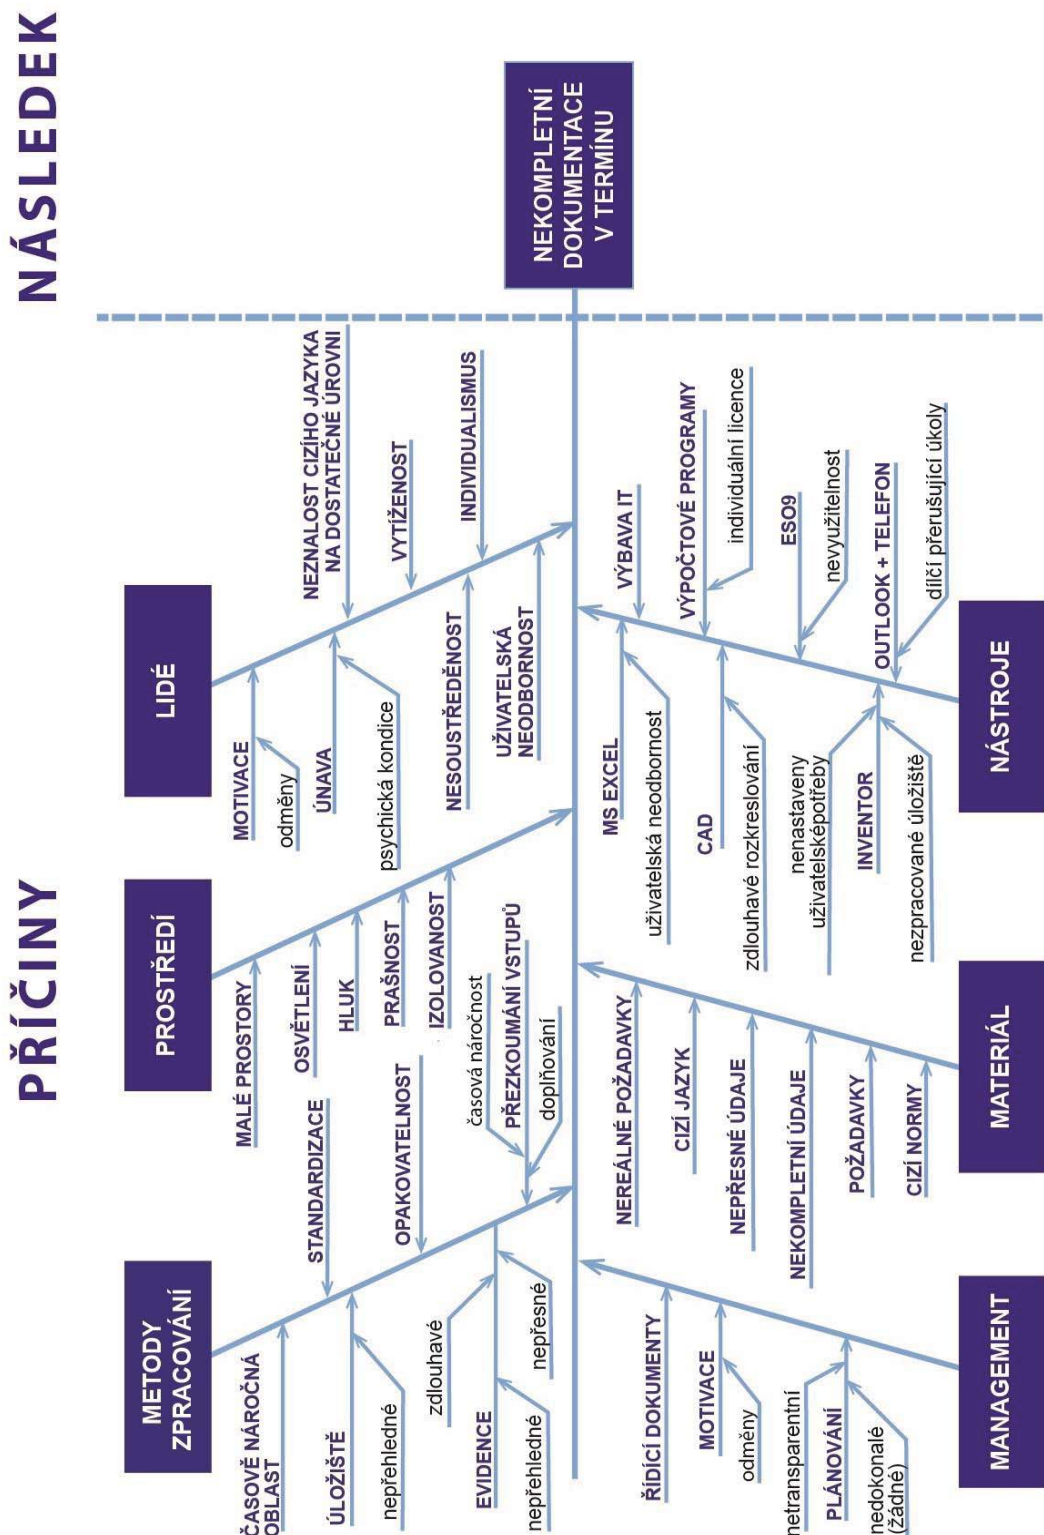 PŘÍČINY
NÁSLEDEK
METODY
ZPRACOVÁNÍ
ČASOVĚ NÁROČNÁ
OBLAST
STANDARDIZACE
ÚLOŽIŠTĚ
nepřehledné
OPAKOVATELNOST
zdlouhavé
EVIDENCE
nepřehledné
nepřesné
časová náročnost
PŘEZKOUMÁNÍ VSTUPŮ
doplňování
PROSTŘEDÍ
MALÉ PROSTORY
OSVĚTLENÍ
HLUK
PRAŠNOST
IZOLOVANOST
LIDÉ
MOTIVACE
odměny
NEZNALOST CIZÍHO JAZYKA
NA DOSTATEČNÉ ÚROVNI
ÚNAVA
psychická kondice
VYTÍŽENOST
NESOUSTŘEDĚNOST
INDIVIDUALISMUS
UŽIVATELSKÁ
NEODBORNOST
NEKOMPLETNÍ
DOKUMENTACE
V TERMÍNU
ŘÍDÍCÍ DOKUMENTY
MOTIVACE
odměny
netransparentní
PLÁNOVÁNÍ
nedokonalé
(žádné)
MANAGEMENT
NEREÁLNÉ POŽADAVKY
CIZÍ JAZYK
NEPŘESNÉ ÚDAJE
NEKOMPLETNÍ ÚDAJE
POŽADAVKY
CIZÍ NORMY
MATERIÁL
MS EXCEL
uživatelská neodbornost
VÝBAVA IT
CAD
zdlouhavé rozkreslování
VÝPOČTOVÉ PROGRAMY
individuální licence
ESO9
nevyužitelnost
nenastaveny
uživatelsképotřeby
INVENTOR
nezpracované úložiště
OUTLOOK + TELEFON
dílčí přerušující úkoly
NÁSTROJE